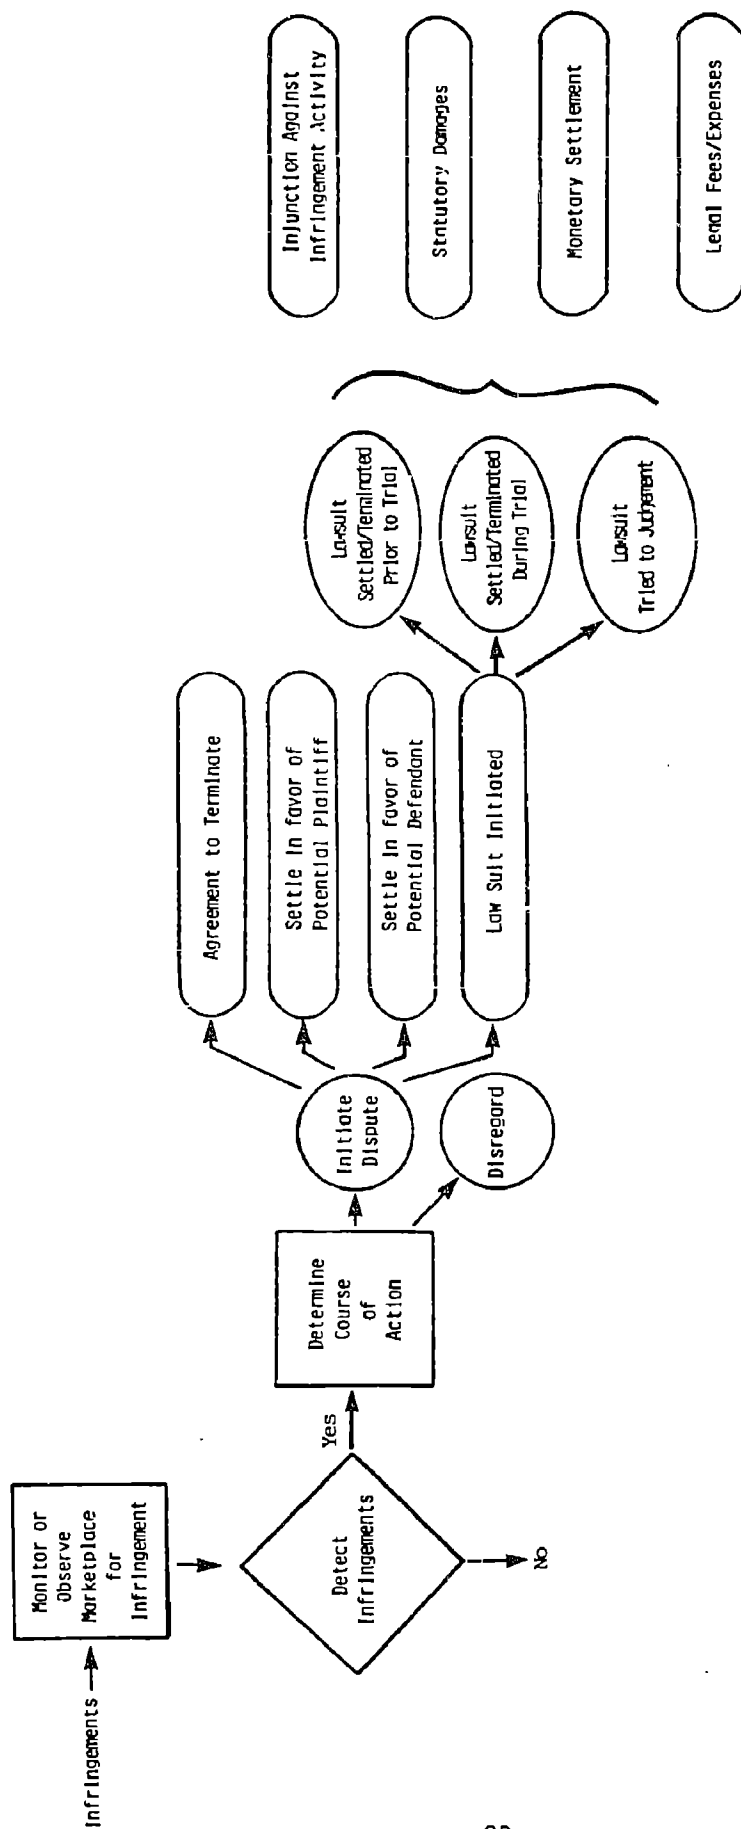 Infringements
Monitor or
Observe
Marketplace
for
Infringement
Detect
Infringements
No
Yes
Determine
Course
of
Action
Initiate
Dispute
Disregard
Agreement to Terminate
Settle in favor of
Potential Plaintiff
Settle in favor of
Potential Defendant
Law Suit Initiated
Lawsuit
Settled/Terminated
Prior to Trial
Lawsuit
Settled/Terminated
During Trial
Lawsuit
Tried to Judgement
Injunction Against
Infringement Activity
Statutory Damages
Monetary Settlement
Legal Fees/Expenses